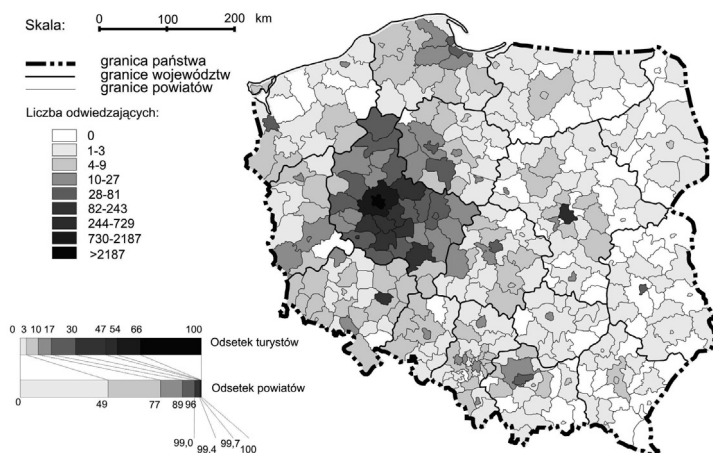 Skala: 0 100 200 km
granica państwa
granice województw
granice powiatów
Liczba odwiedzających:
0
1-3
4-9
10-27
28-81
82-243
244-729
730-2187
>2187
0 3 10 17 30 47 54 66 100
Odsetek turystów
Odsetek powiatów
0 49 77 89 96
99,0 99,4 99,7 100